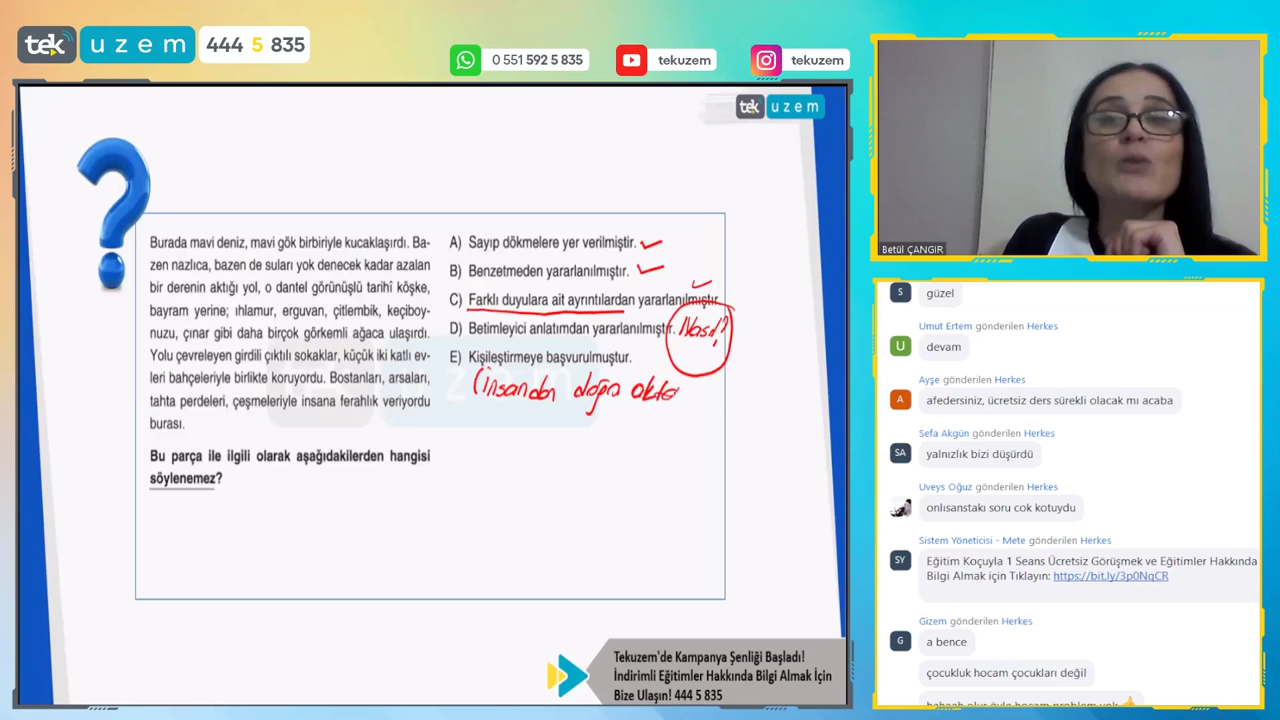 tek uzem 444 5 835
0 551 592 5 835
tekuzem
tekuzem
tek uzem
Burada mavi deniz, mavi gök birbiriyle kucaklaşırdı. Ba-
zen nazlıca, bazen de suları yok denecek kadar azalan
bir derenin aktığı yol, o dantel görünüşlü tarihî köşke,
bayram yerine; ıhlamur, erguvan, çitlembik, keçiboy-
nuzu, çınar gibi daha birçok görkemli ağaca ulaşırdı.
Yolu çevreleyen girdili çıktılı sokaklar, küçük iki katlı ev-
leri bahçeleriyle birlikte koruyordu. Bostanları, arsaları,
tahta perdeleri, çeşmeleriyle insana ferahlık veriyordu
burası.
Bu parça ile ilgili olarak aşağıdakilerden hangisi
söylenemez?
A) Sayıp dökmelere yer verilmiştir.
B) Benzetmeden yararlanılmıştır.
C) Farklı duyulara ait ayrıntılardan yararlanılmıştır.
D) Betimleyici anlatımdan yararlanılmıştır.
Nasıl?
E) Kişileştirmeye başvurulmuştur.
(İnsandan doğaya
uzem
Tekuzem'de Kampanya Şenliği Başladı!
İndirimli Eğitimler Hakkında Bilgi Almak İçin
Bize Ulaşın! 444 5 835
Betül ÇANGIR
S güzel
Umut Ertem gönderilen Herkes
U devam
Ayşe gönderilen Herkes
A afedersiniz, ücretsiz ders sürekli olacak mı acaba
Sefa Akgün gönderilen Herkes
SA yalnızlık bizi düşürdü
Uveys Oğuz gönderilen Herkes
onlısanstakı soru cok kotuydu
Sistem Yöneticisi - Mete gönderilen Herkes
SY Eğitim Koçuyla 1 Seans Ücretsiz Görüşmek ve Eğitimler Hakkında
Bilgi Almak için Tıklayın: https://bit.ly/3p0NqCR
Gizem gönderilen Herkes
G a bence
çocukluk hocam çocukları değil